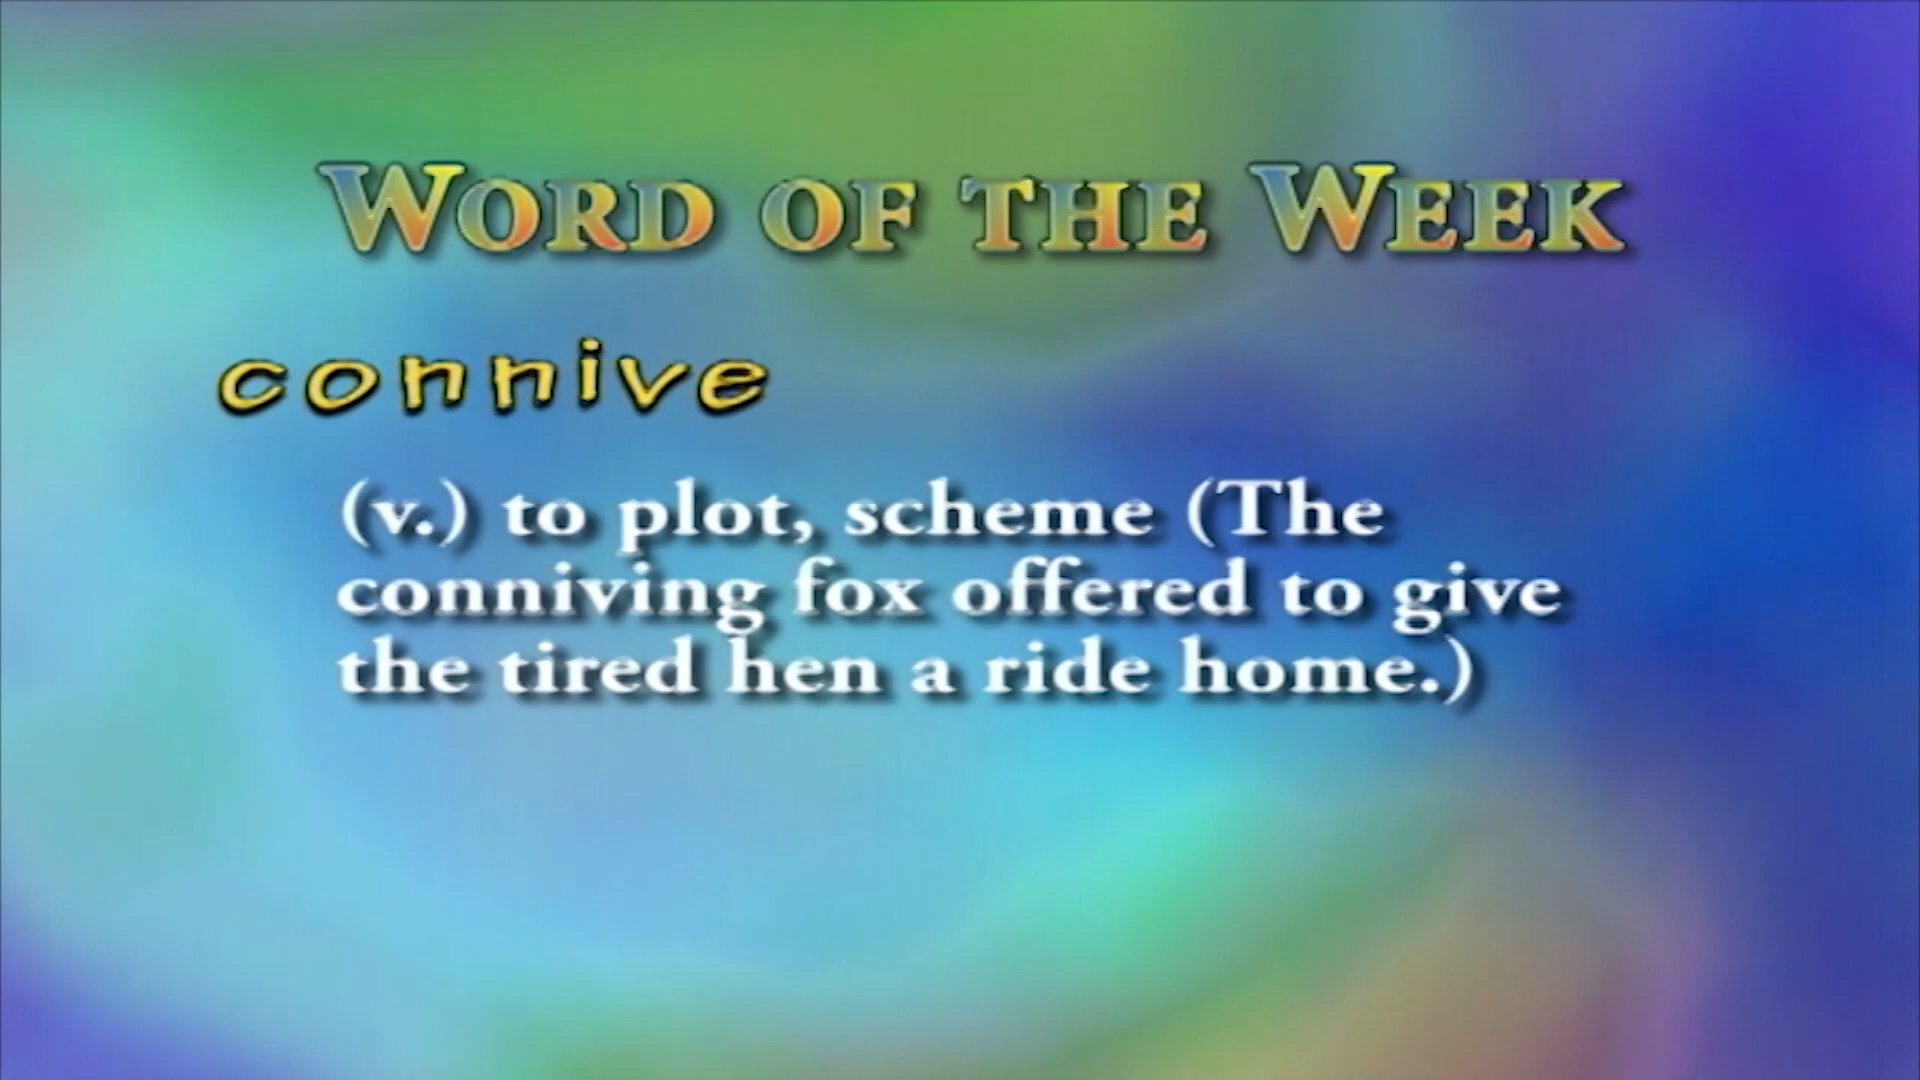 Word of the Week
connive
(v.) to plot, scheme (The
conniving fox offered to give
the tired hen a ride home.)